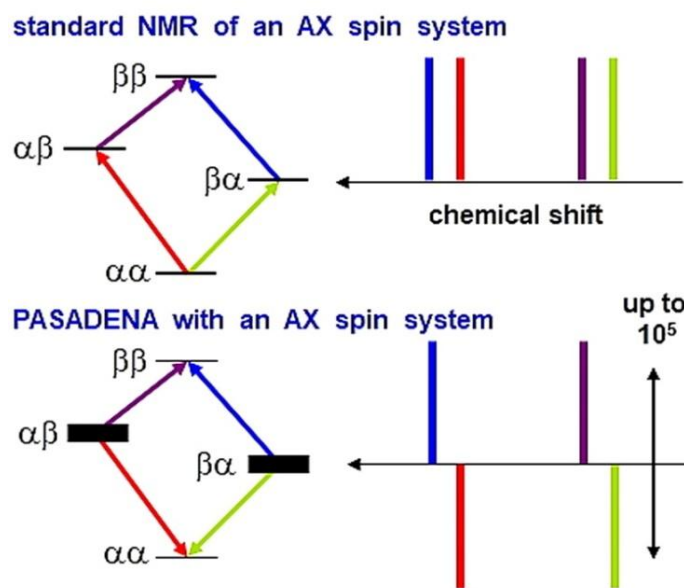 standard NMR of an AX spin system
ββ
αβ
βα
αα
chemical shift
PASADENA with an AX spin system
up to
10⁵
ββ
αβ
βα
αα